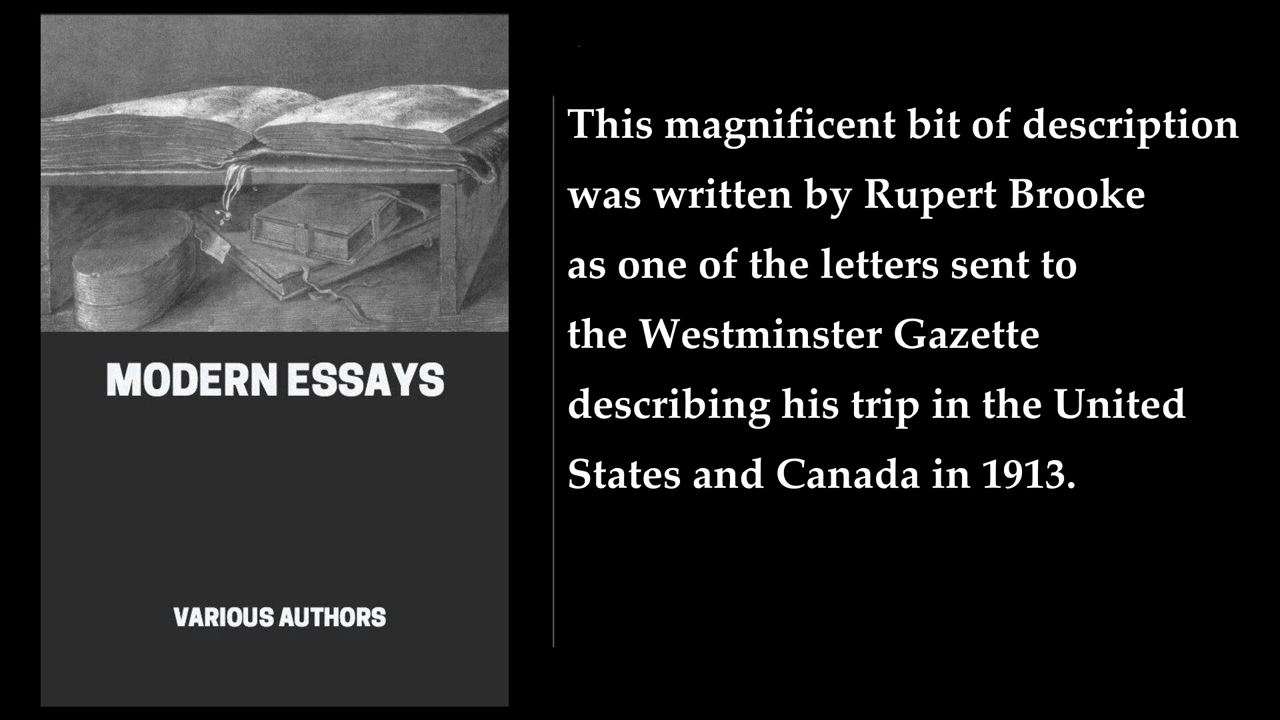 MODERN ESSAYS
VARIOUS AUTHORS
This magnificent bit of description
was written by Rupert Brooke
as one of the letters sent to
the Westminster Gazette
describing his trip in the United
States and Canada in 1913.